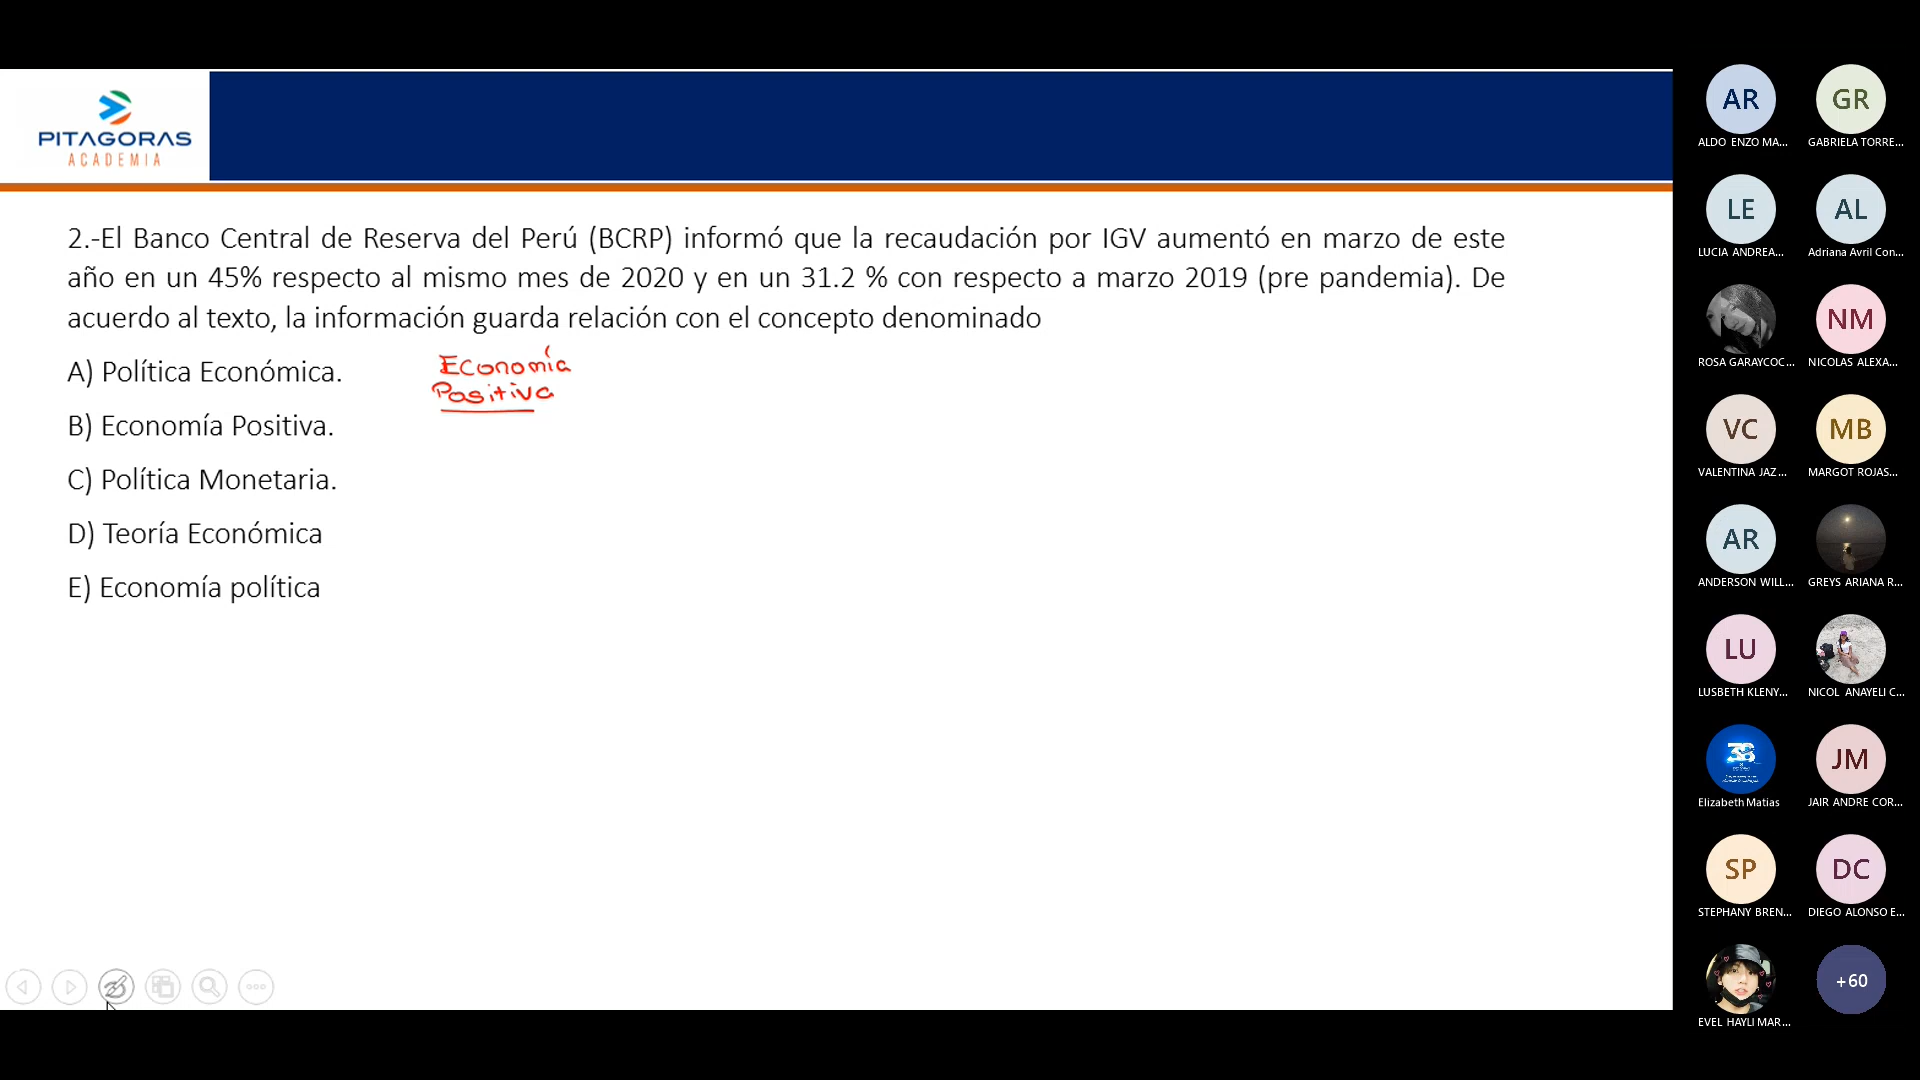 PITAGORAS
ACADEMIA
2.-El Banco Central de Reserva del Perú (BCRP) informó que la recaudación por IGV aumentó en marzo de este
año en un 45% respecto al mismo mes de 2020 y en un 31.2 % con respecto a marzo 2019 (pre pandemia). De
acuerdo al texto, la información guarda relación con el concepto denominado
A) Política Económica.
Economía
Positiva
B) Economía Positiva.
C) Política Monetaria.
D) Teoría Económica
E) Economía política
AR
GR
ALDO ENZO MA...
GABRIELA TORRE...
LE
AL
LUCIA ANDREA...
Adriana Avril Con...
NM
ROSA GARAYCOC...
NICOLAS ALEXA...
VC
MB
VALENTINA JAZ...
MARGOT ROJAS...
AR
ANDERSON WILL...
GREYS ARIANA R...
LU
LUSBETH KLENY...
NICOL ANAYELI C...
38
JM
Elizabeth Matias
JAIR ANDRE COR...
SP
DC
STEPHANY BREN...
DIEGO ALONSO E...
+60
EVEL HAYLI MAR...